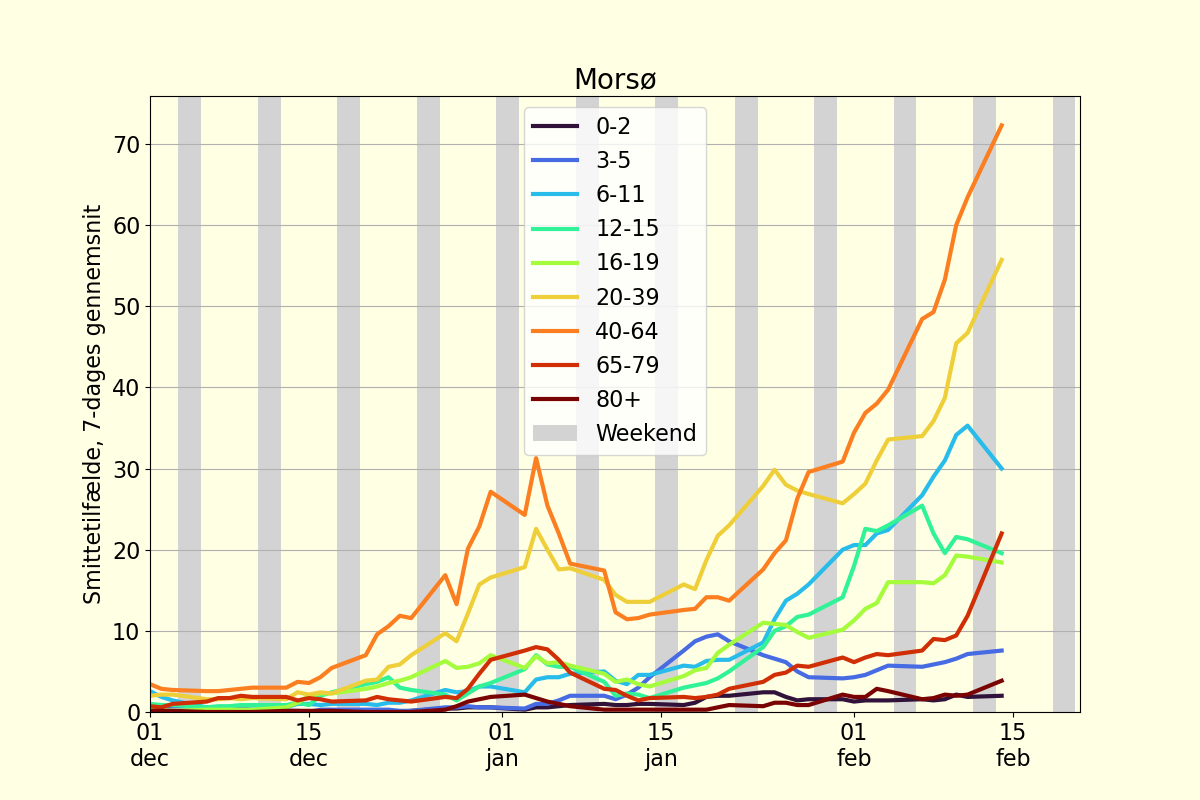 Morsø
Smittetilfælde, 7-dages gennemsnit
70
60
50
40
30
20
10
0
0-2
3-5
6-11
12-15
16-19
20-39
40-64
65-79
80+
Weekend
01
dec
15
dec
01
jan
15
jan
01
feb
15
feb